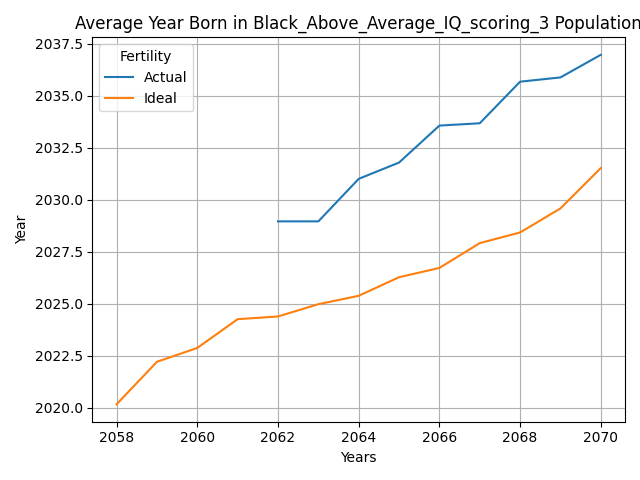 Average Year Born in Black_Above_Average_IQ_scoring_3 Population
Fertility
Actual
Ideal
2037.5
2035.0
2032.5
2030.0
2027.5
2025.0
2022.5
2020.0
Year
2058 2060 2062 2064 2066 2068 2070
Years